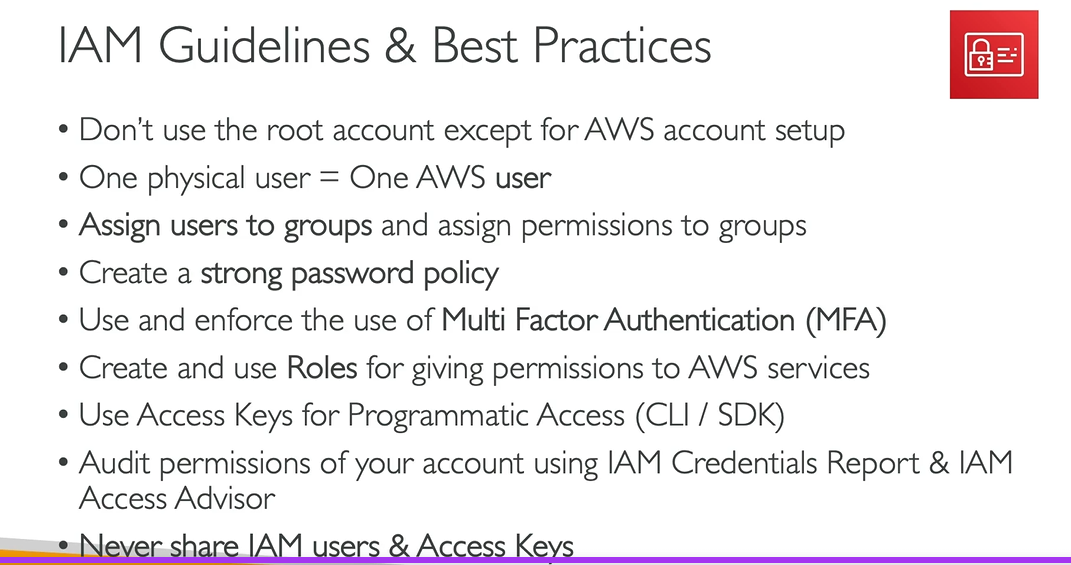 IAM Guidelines & Best Practices
• Don’t use the root account except for AWS account setup
• One physical user = One AWS user
• Assign users to groups and assign permissions to groups
• Create a strong password policy
• Use and enforce the use of Multi Factor Authentication (MFA)
• Create and use Roles for giving permissions to AWS services
• Use Access Keys for Programmatic Access (CLI / SDK)
• Audit permissions of your account using IAM Credentials Report & IAM
Access Advisor
• Never share IAM users & Access Keys